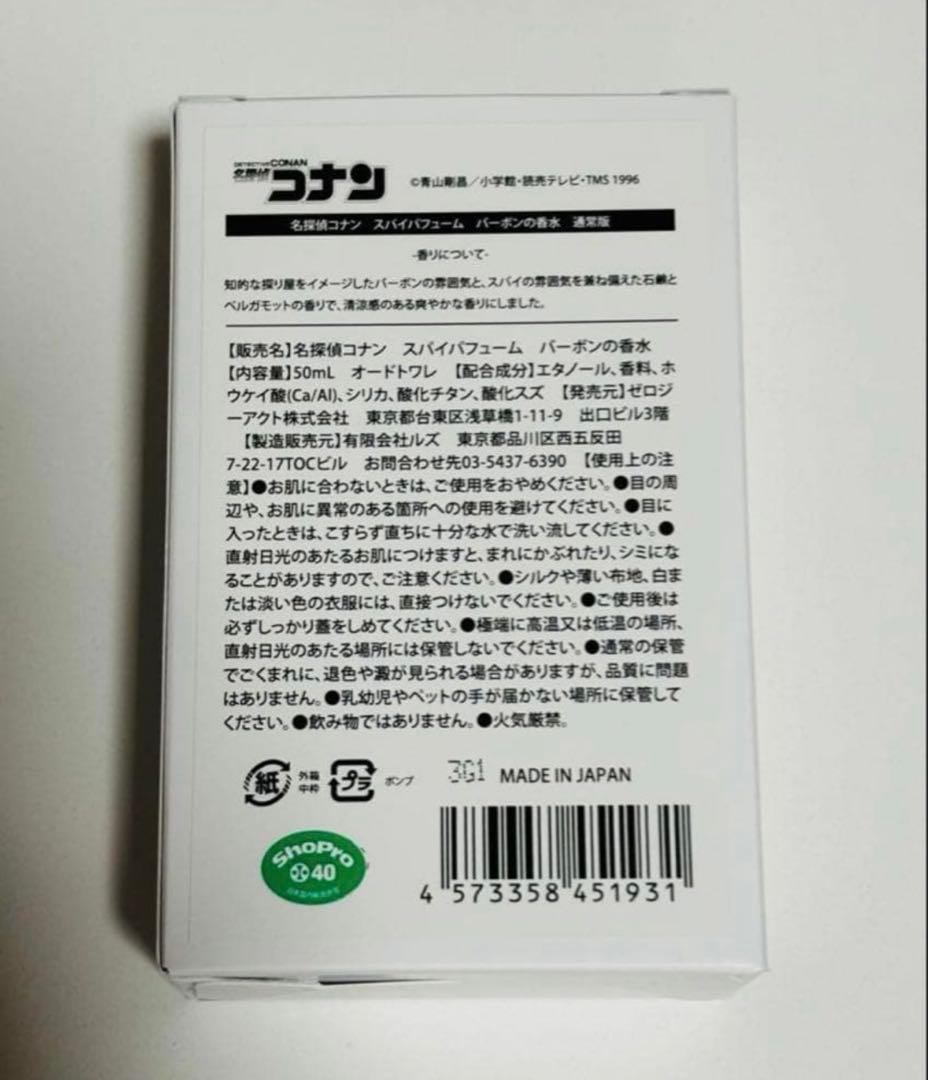 DETECTIVE CONAN
名探偵コナン
©青山剛昌／小学館・読売テレビ・TMS 1996
名探偵コナン スパイパフューム バーボンの香水 通常版
-香りについて-
知的な探り屋をイメージしたバーボンの雰囲気と、スパイの雰囲気を兼ね備えた石鹸と
ベルガモットの香りで、清涼感のある爽やかな香りにしました。
【販売名】名探偵コナン スパイパフューム バーボンの香水
【内容量】50mL オードトワレ 【配合成分】エタノール、香料、ホ
ウケイ酸(Ca/Al)、シリカ、酸化チタン、酸化スズ 【発売元】ゼロジ
ーアクト株式会社 東京都台東区浅草橋1-11-9 出口ビル3階
【製造販売元】有限会社ルズ 東京都品川区西五反田
7-22-17TOCビル お問合わせ先03-5437-6390 【使用上の注
意】●お肌に合わないときは、ご使用をおやめください。●目の周
辺や、お肌に異常のある箇所への使用を避けてください。●目に
入ったときは、こすらず直ちに十分な水で洗い流してください。●
直射日光のあたるお肌につけますと、まれにかぶれたり、シミにな
ることがありますので、ご注意ください。●シルクや薄い布地、白ま
たは淡い色の衣服には、直接つけないでください。●ご使用後は
必ずしっかり蓋をしめてください。●極端に高温又は低温の場所、
直射日光のあたる場所には保管しないでください。●通常の保管
でごくまれに、退色や澱が見られる場合がありますが、品質に問題
はありません。●乳幼児やペットの手が届かない場所に保管して
ください。●飲み物ではありません。●火気厳禁。
紙 外箱 中枠 プラ ポンプ 3G1 MADE IN JAPAN
ShoPro
40
4 573358 451931